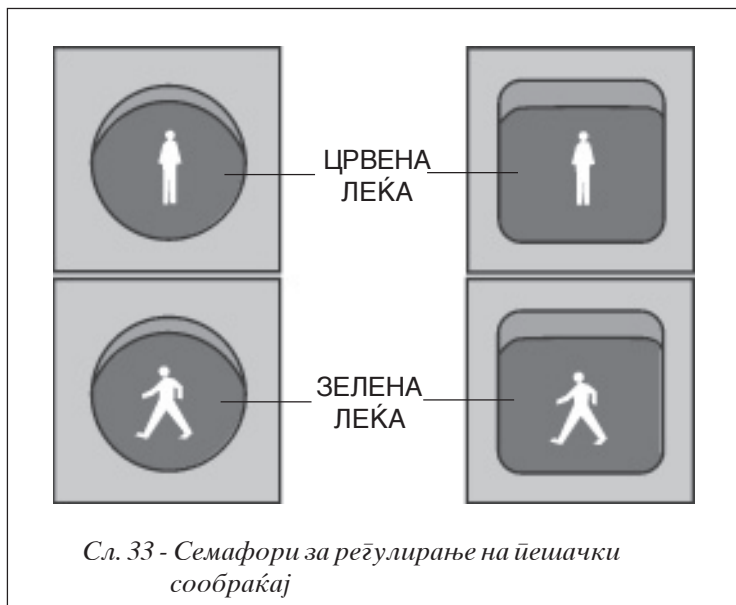 ЦРВЕНА
ЛЕЌА
ЗЕЛЕНА
ЛЕЌА
Сл. 33 - Семафори за регулирање на пешачки
сообраќај